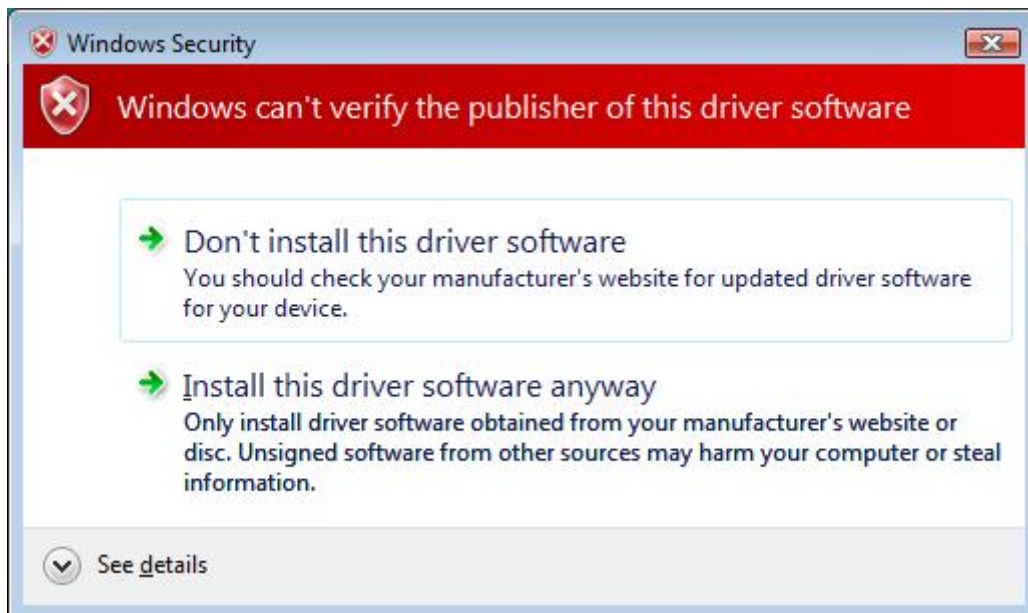 Windows Security
Windows can't verify the publisher of this driver software
Don't install this driver software
You should check your manufacturer's website for updated driver software
for your device.
Install this driver software anyway
Only install driver software obtained from your manufacturer's website or
disc. Unsigned software from other sources may harm your computer or steal
information.
See details